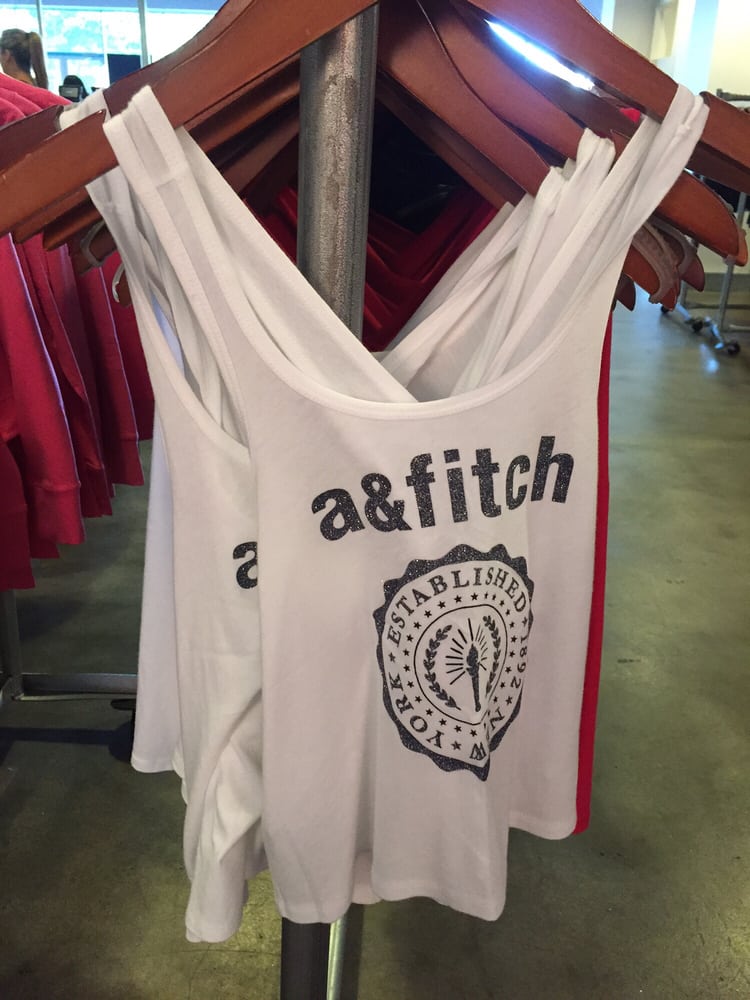 a&fitch
a
ESTABLISHED 1892 NEW YORK